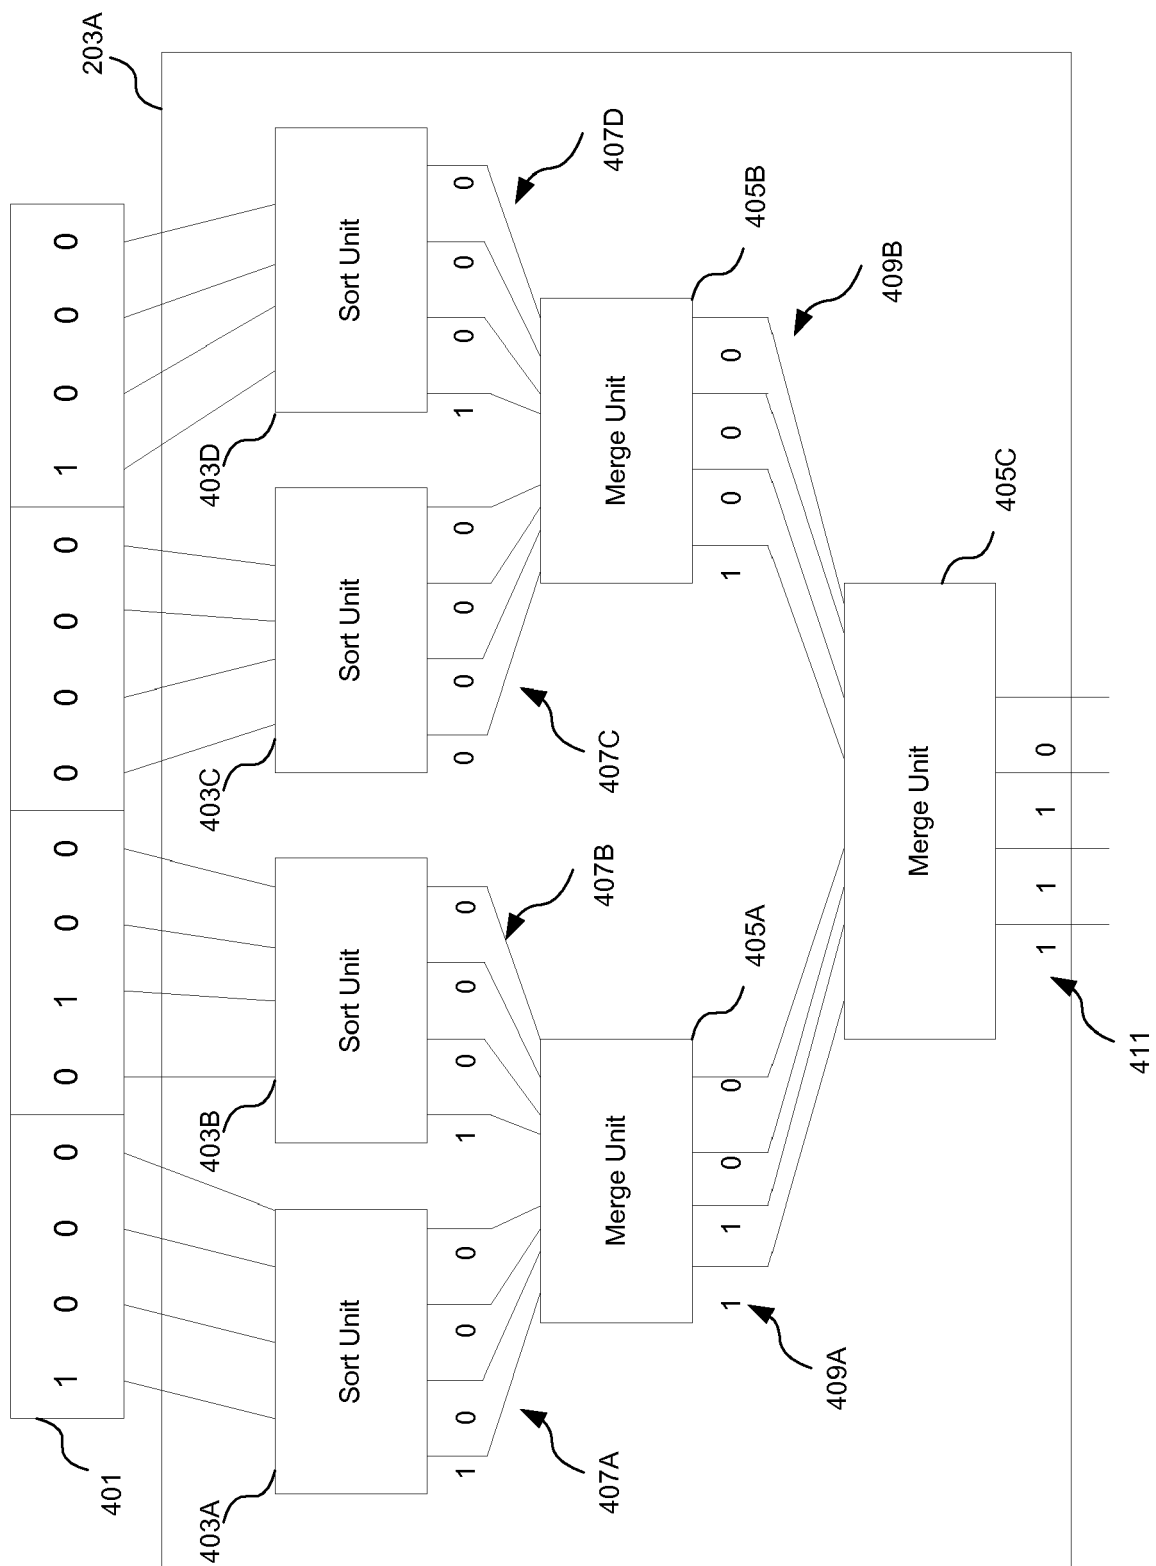 1 0 0 0 0 1 0 0 0 0 0 0 1 0 0 0
401
203A
403A
403B
403C
403D
Sort Unit
Sort Unit
Sort Unit
Sort Unit
1 0 0 0
1 0 0 0
0 0 0 0
1 0 0 0
407A
407B
407C
407D
Merge Unit
Merge Unit
405A
405B
1 1 0 0
1 0 0 0
409A
409B
405C
Merge Unit
1 1 1 0
411